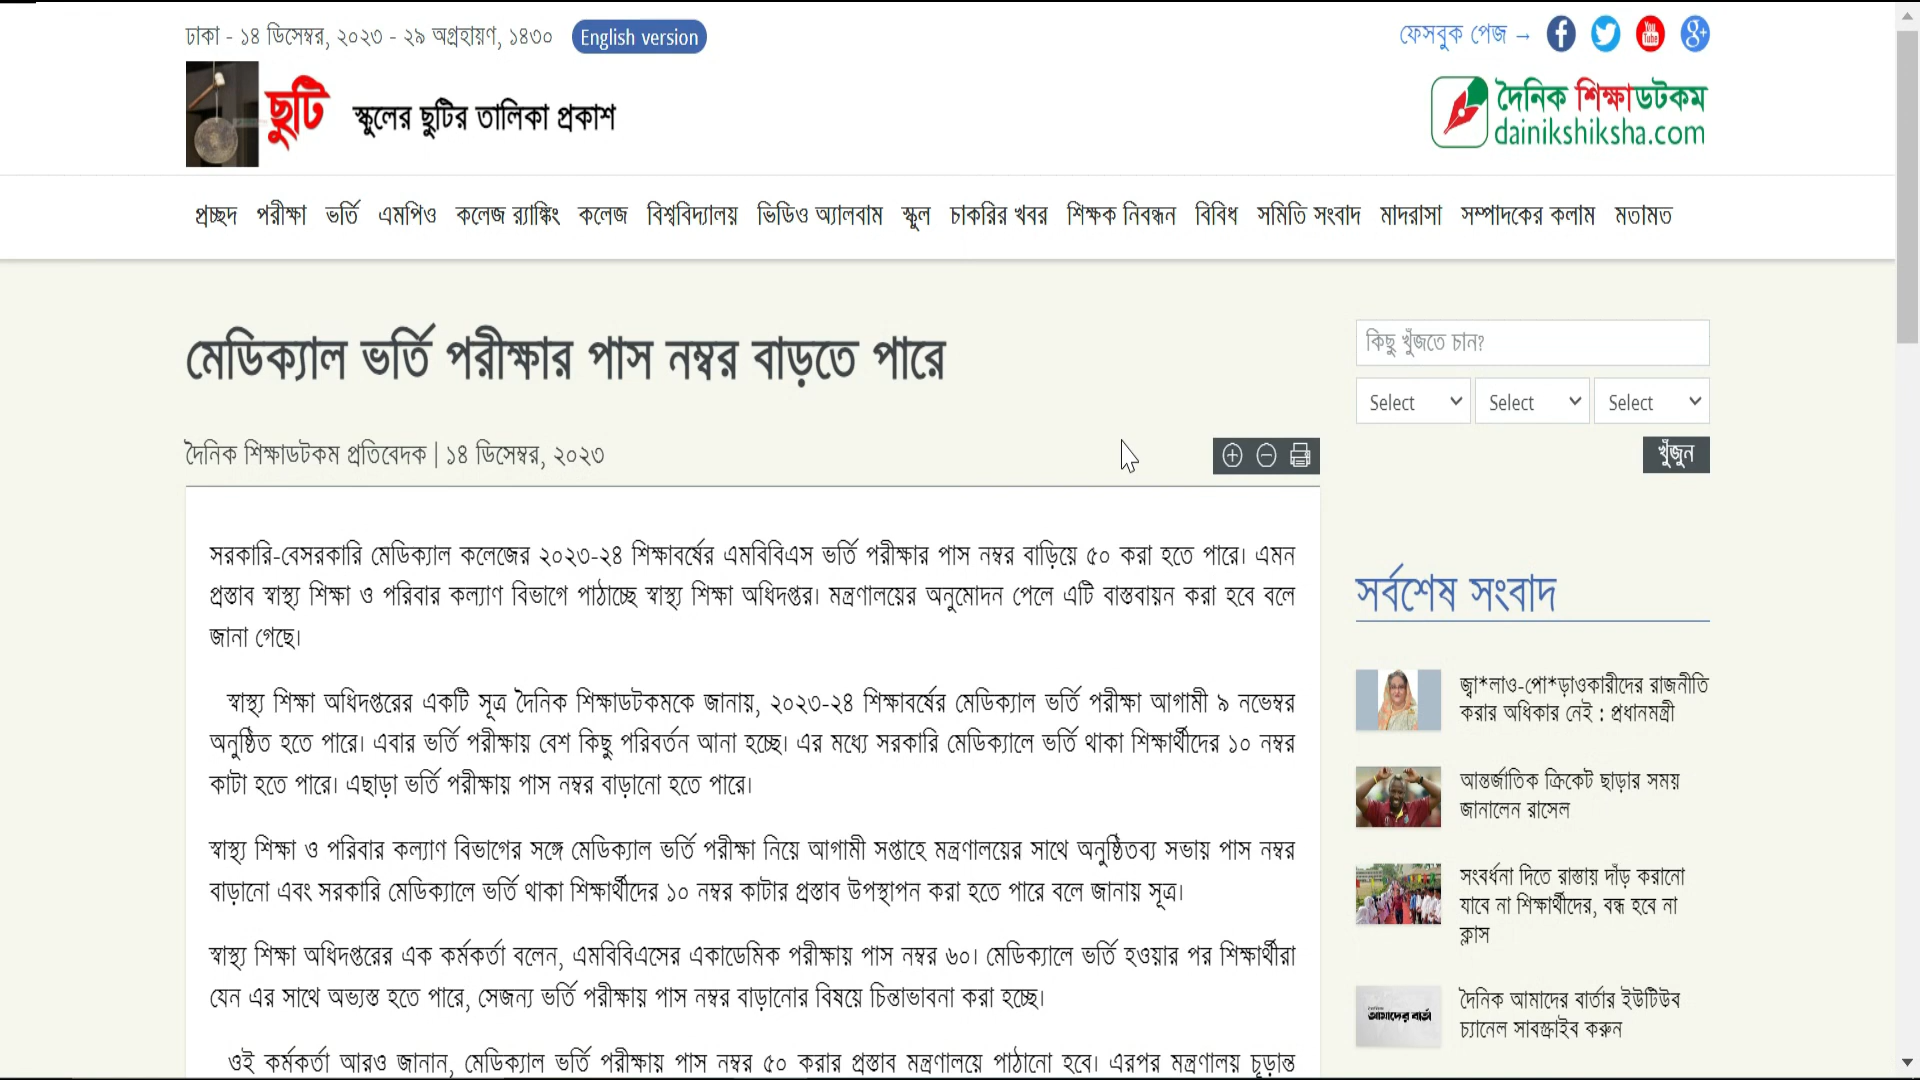 ঢাকা - ১৪ ডিসেম্বর, ২০২৩ - ২৯ অগ্রহায়ণ, ১৪৩০
English version
ফেসবুক পেজ →
ছুটি
স্কুলের ছুটির তালিকা প্রকাশ
দৈনিক শিক্ষাডটকম
dainikshiksha.com
প্রচ্ছদ পরীক্ষা ভর্তি এমপিও কলেজ র‌্যাঙ্কিং কলেজ বিশ্ববিদ্যালয় ভিডিও অ্যালবাম স্কুল চাকরির খবর শিক্ষক নিবন্ধন বিবিধ সমিতি সংবাদ মাদরাসা সম্পাদকের কলাম মতামত
মেডিক্যাল ভর্তি পরীক্ষার পাস নম্বর বাড়তে পারে
দৈনিক শিক্ষাডটকম প্রতিবেদক | ১৪ ডিসেম্বর, ২০২৩
সরকারি-বেসরকারি মেডিক্যাল কলেজের ২০২৩-২৪ শিক্ষাবর্ষের এমবিবিএস ভর্তি পরীক্ষার পাস নম্বর বাড়িয়ে ৫০ করা হতে পারে। এমন
প্রস্তাব স্বাস্থ্য শিক্ষা ও পরিবার কল্যাণ বিভাগে পাঠাচ্ছে স্বাস্থ্য শিক্ষা অধিদপ্তর। মন্ত্রণালয়ের অনুমোদন পেলে এটি বাস্তবায়ন করা হবে বলে
জানা গেছে।
স্বাস্থ্য শিক্ষা অধিদপ্তরের একটি সূত্র দৈনিক শিক্ষাডটকমকে জানায়, ২০২৩-২৪ শিক্ষাবর্ষের মেডিক্যাল ভর্তি পরীক্ষা আগামী ৯ নভেম্বর
অনুষ্ঠিত হতে পারে। এবার ভর্তি পরীক্ষায় বেশ কিছু পরিবর্তন আনা হচ্ছে। এর মধ্যে সরকারি মেডিক্যালে ভর্তি থাকা শিক্ষার্থীদের ১০ নম্বর
কাটা হতে পারে। এছাড়া ভর্তি পরীক্ষায় পাস নম্বর বাড়ানো হতে পারে।
স্বাস্থ্য শিক্ষা ও পরিবার কল্যাণ বিভাগের সঙ্গে মেডিক্যাল ভর্তি পরীক্ষা নিয়ে আগামী সপ্তাহে মন্ত্রণালয়ের সাথে অনুষ্ঠিতব্য সভায় পাস নম্বর
বাড়ানো এবং সরকারি মেডিক্যালে ভর্তি থাকা শিক্ষার্থীদের ১০ নম্বর কাটার প্রস্তাব উপস্থাপন করা হতে পারে বলে জানায় সূত্র।
স্বাস্থ্য শিক্ষা অধিদপ্তরের এক কর্মকর্তা বলেন, এমবিবিএসের একাডেমিক পরীক্ষায় পাস নম্বর ৬০। মেডিক্যালে ভর্তি হওয়ার পর শিক্ষার্থীরা
যেন এর সাথে অভ্যস্ত হতে পারে, সেজন্য ভর্তি পরীক্ষায় পাস নম্বর বাড়ানোর বিষয়ে চিন্তাভাবনা করা হচ্ছে।
ওই কর্মকর্তা আরও জানান, মেডিক্যাল ভর্তি পরীক্ষায় পাস নম্বর ৫০ করার প্রস্তাব মন্ত্রণালয়ে পাঠানো হবে। এরপর মন্ত্রণালয় চূড়ান্ত
কিছু খুঁজতে চান?
Select Select Select
খুঁজুন
সর্বশেষ সংবাদ
জ্বা*লাও-পো*ড়াওকারীদের রাজনীতি
করার অধিকার নেই : প্রধানমন্ত্রী
আন্তর্জাতিক ক্রিকেট ছাড়ার সময়
জানালেন রাসেল
সংবর্ধনা দিতে রাস্তায় দাঁড় করানো
যাবে না শিক্ষার্থীদের, বন্ধ হবে না
ক্লাস
আমাদের বার্তা
দৈনিক আমাদের বার্তার ইউটিউব
চ্যানেল সাবস্ক্রাইব করুন